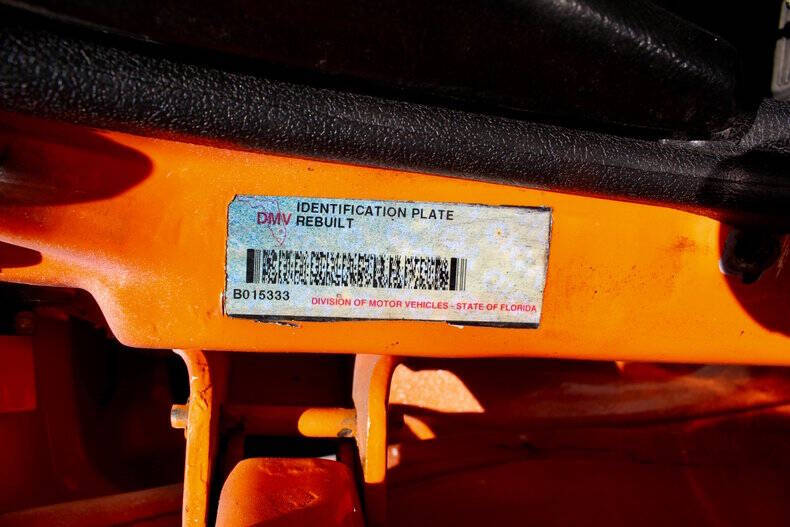 DMV
IDENTIFICATION PLATE
REBUILT
B015333
DIVISION OF MOTOR VEHICLES - STATE OF FLORIDA